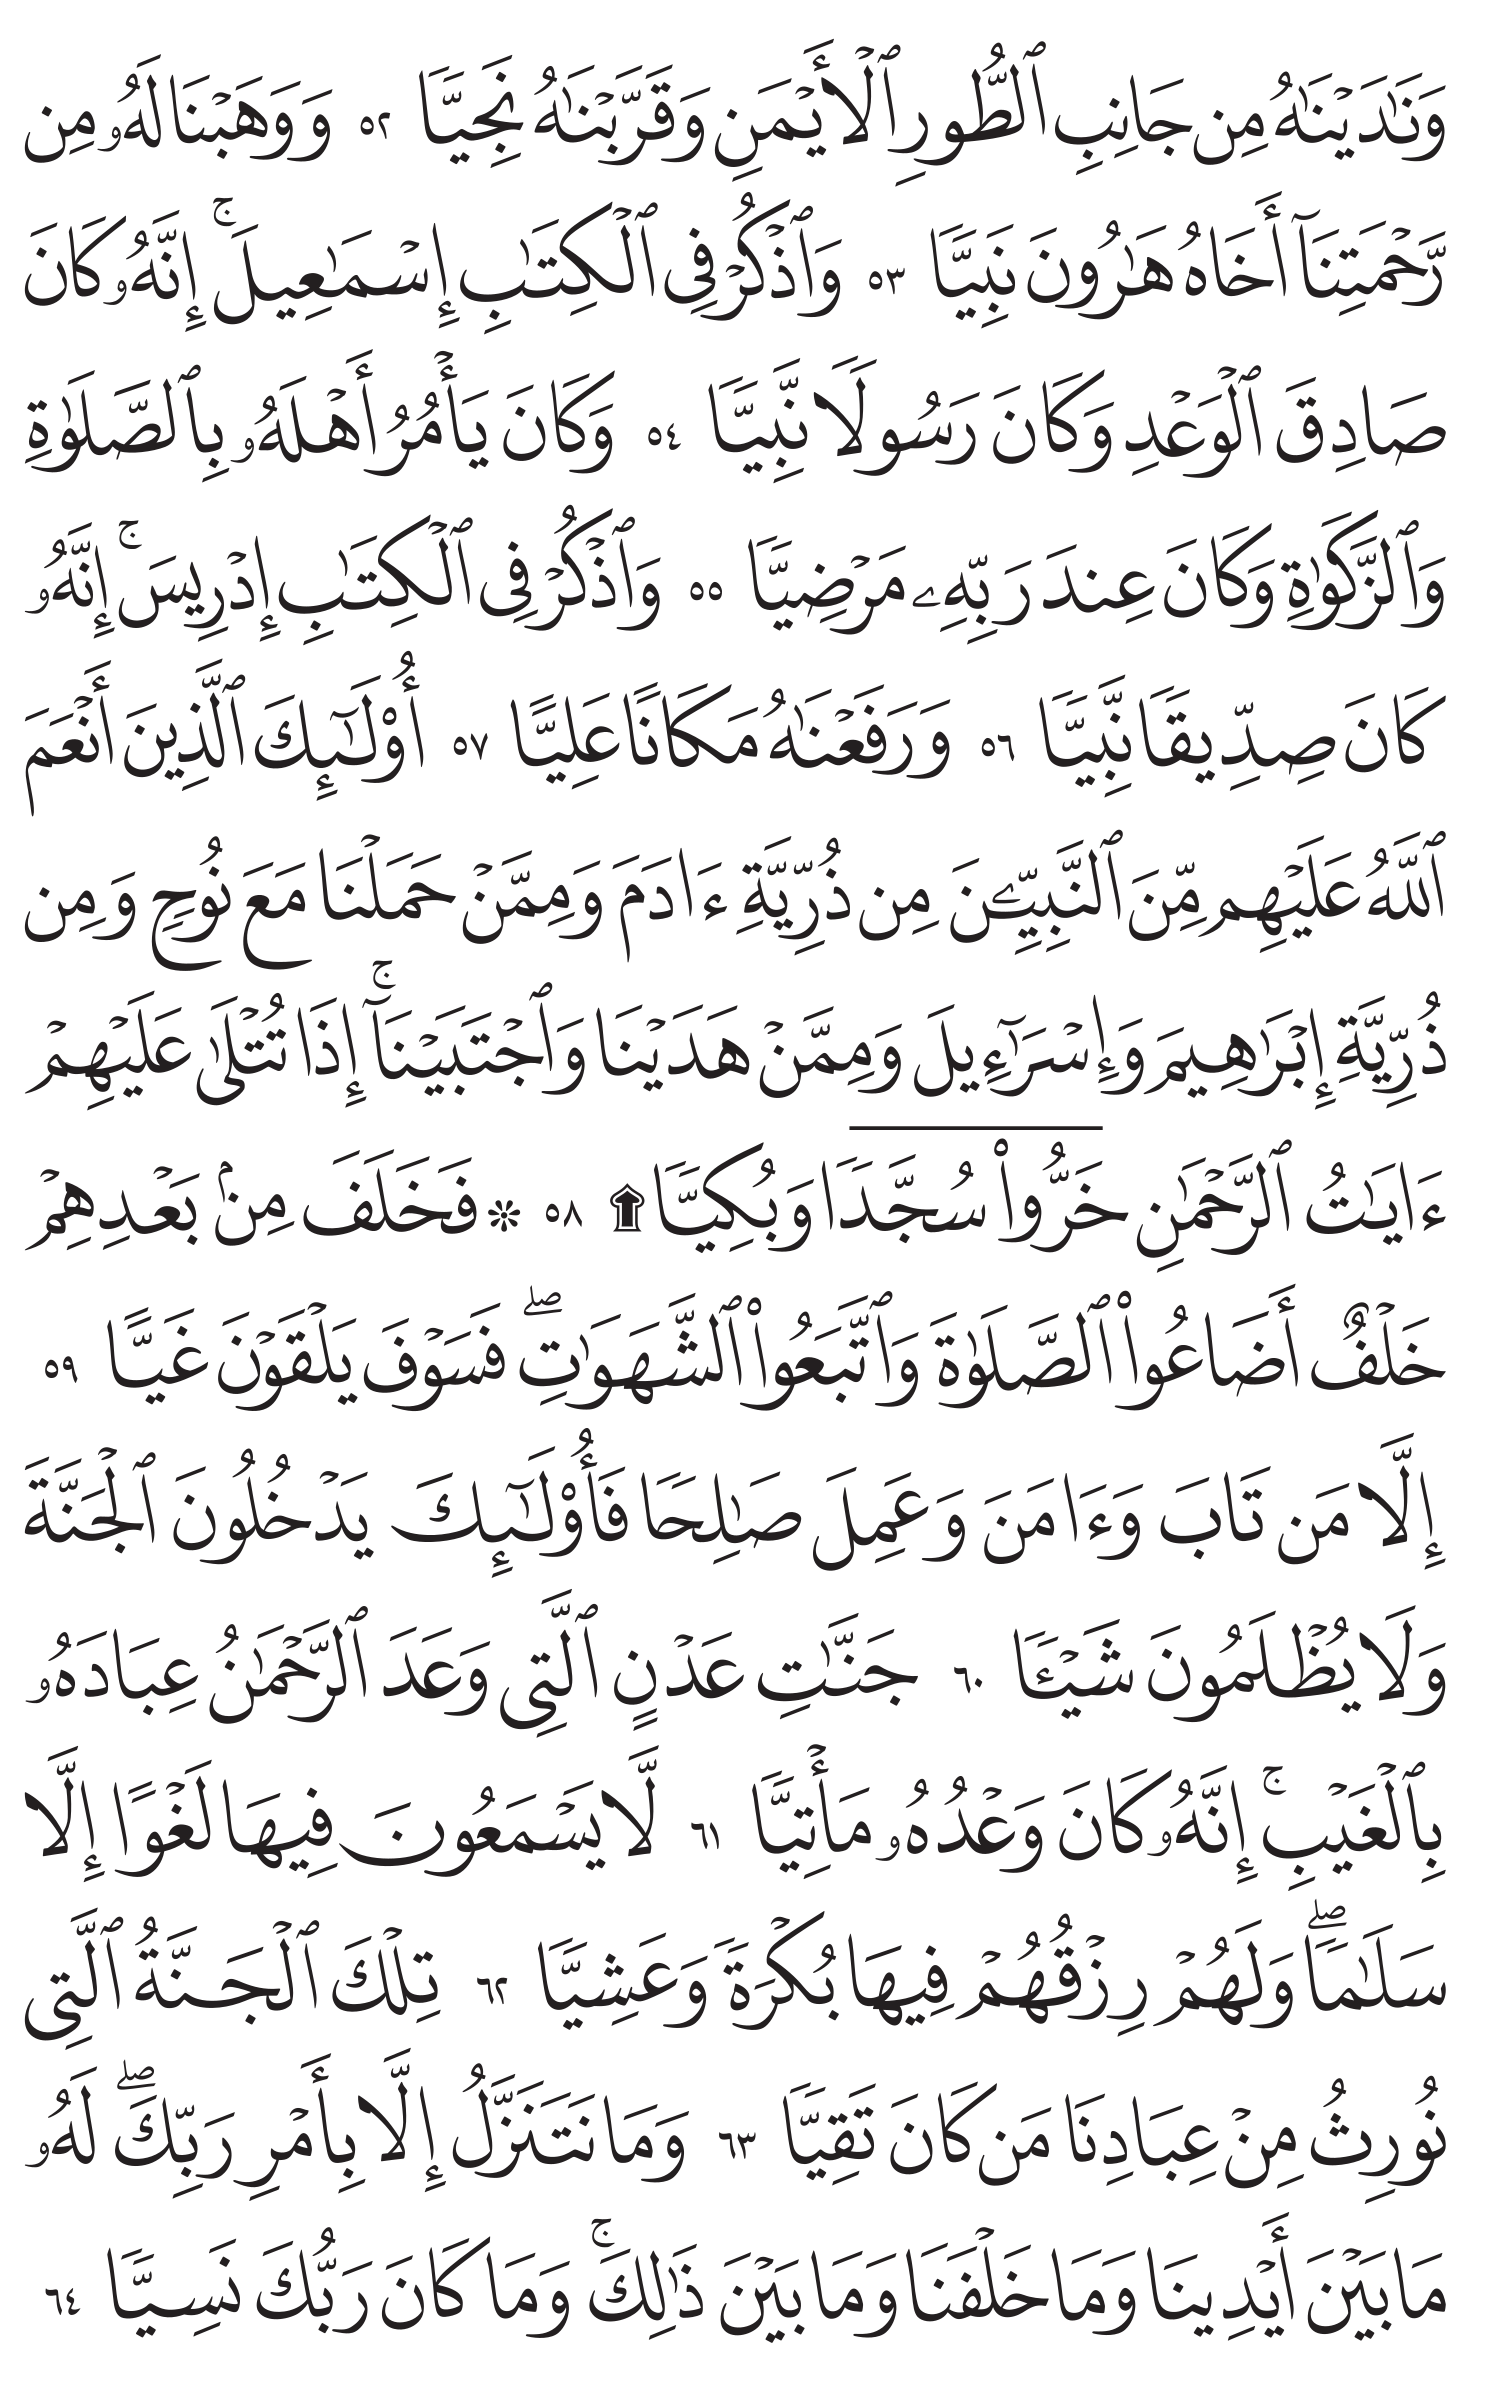 وَنَٰدَيۡنَٰهُ مِن جَانِبِ ٱلطُّورِ ٱلۡأَيۡمَنِ وَقَرَّبۡنَٰهُ نَجِيّٗا ٥٢ وَوَهَبۡنَا لَهُۥ مِن
رَّحۡمَتِنَآ أَخَاهُ هَٰرُونَ نَبِيّٗا ٥٣ وَٱذۡكُرۡ فِي ٱلۡكِتَٰبِ إِسۡمَٰعِيلَۚ إِنَّهُۥ كَانَ
صَادِقَ ٱلۡوَعۡدِ وَكَانَ رَسُولٗا نَّبِيّٗا ٥٤ وَكَانَ يَأۡمُرُ أَهۡلَهُۥ بِٱلصَّلَوٰةِ
وَٱلزَّكَوٰةِ وَكَانَ عِندَ رَبِّهِۦ مَرۡضِيّٗا ٥٥ وَٱذۡكُرۡ فِي ٱلۡكِتَٰبِ إِدۡرِيسَۚ إِنَّهُۥ
كَانَ صِدِّيقٗا نَّبِيّٗا ٥٦ وَرَفَعۡنَٰهُ مَكَانًا عَلِيًّا ٥٧ أُوْلَٰٓئِكَ ٱلَّذِينَ أَنۡعَمَ
ٱللَّهُ عَلَيۡهِم مِّنَ ٱلنَّبِيِّـۧنَ مِن ذُرِّيَّةِ ءَادَمَ وَمِمَّنۡ حَمَلۡنَا مَعَ نُوحٖ وَمِن
ذُرِّيَّةِ إِبۡرَٰهِيمَ وَإِسۡرَٰٓءِيلَ وَمِمَّنۡ هَدَيۡنَا وَٱجۡتَبَيۡنَآۚ إِذَا تُتۡلَىٰ عَلَيۡهِمۡ
ءَايَٰتُ ٱلرَّحۡمَٰنِ خَرُّواْۤ سُجَّدٗاۤ وَبُكِيّٗا۩ ٥٨ ۞ فَخَلَفَ مِنۢ بَعۡدِهِمۡ
خَلۡفٌ أَضَاعُواْ ٱلصَّلَوٰةَ وَٱتَّبَعُواْ ٱلشَّهَوَٰتِۖ فَسَوۡفَ يَلۡقَوۡنَ غَيًّا ٥٩
إِلَّا مَن تَابَ وَءَامَنَ وَعَمِلَ صَٰلِحٗا فَأُوْلَٰٓئِكَ يَدۡخُلُونَ ٱلۡجَنَّةَ
وَلَا يُظۡلَمُونَ شَيۡـٔٗا ٦٠ جَنَّٰتِ عَدۡنٍ ٱلَّتِي وَعَدَ ٱلرَّحۡمَٰنُ عِبَادَهُۥ
بِٱلۡغَيۡبِۚ إِنَّهُۥ كَانَ وَعۡدُهُۥ مَأۡتِيّٗا ٦١ لَّا يَسۡمَعُونَ فِيهَا لَغۡوًا إِلَّا
سَلَٰمٗاۖ وَلَهُمۡ رِزۡقُهُمۡ فِيهَا بُكۡرَةٗ وَعَشِيّٗا ٦٢ تِلۡكَ ٱلۡجَنَّةُ ٱلَّتِي
نُورِثُ مِنۡ عِبَادِنَا مَن كَانَ تَقِيّٗا ٦٣ وَمَا نَتَنَزَّلُ إِلَّا بِأَمۡرِ رَبِّكَۖ لَهُۥ
مَا بَيۡنَ أَيۡدِينَا وَمَا خَلۡفَنَا وَمَا بَيۡنَ ذَٰلِكَۚ وَمَا كَانَ رَبُّكَ نَسِيّٗا ٦٤